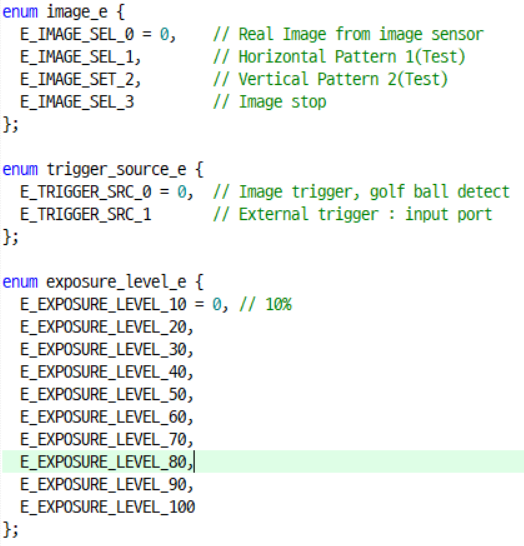 enum image_e {
  E_IMAGE_SEL_0 = 0,    // Real Image from image sensor
  E_IMAGE_SEL_1,        // Horizontal Pattern 1(Test)
  E_IMAGE_SET_2,        // Vertical Pattern 2(Test)
  E_IMAGE_SEL_3         // Image stop
};

enum trigger_source_e {
  E_TRIGGER_SRC_0 = 0,  // Image trigger, golf ball detect
  E_TRIGGER_SRC_1       // External trigger : input port
};

enum exposure_level_e {
  E_EXPOSURE_LEVEL_10 = 0, // 10%
  E_EXPOSURE_LEVEL_20,
  E_EXPOSURE_LEVEL_30,
  E_EXPOSURE_LEVEL_40,
  E_EXPOSURE_LEVEL_50,
  E_EXPOSURE_LEVEL_60,
  E_EXPOSURE_LEVEL_70,
  E_EXPOSURE_LEVEL_80,
  E_EXPOSURE_LEVEL_90,
  E_EXPOSURE_LEVEL_100
};